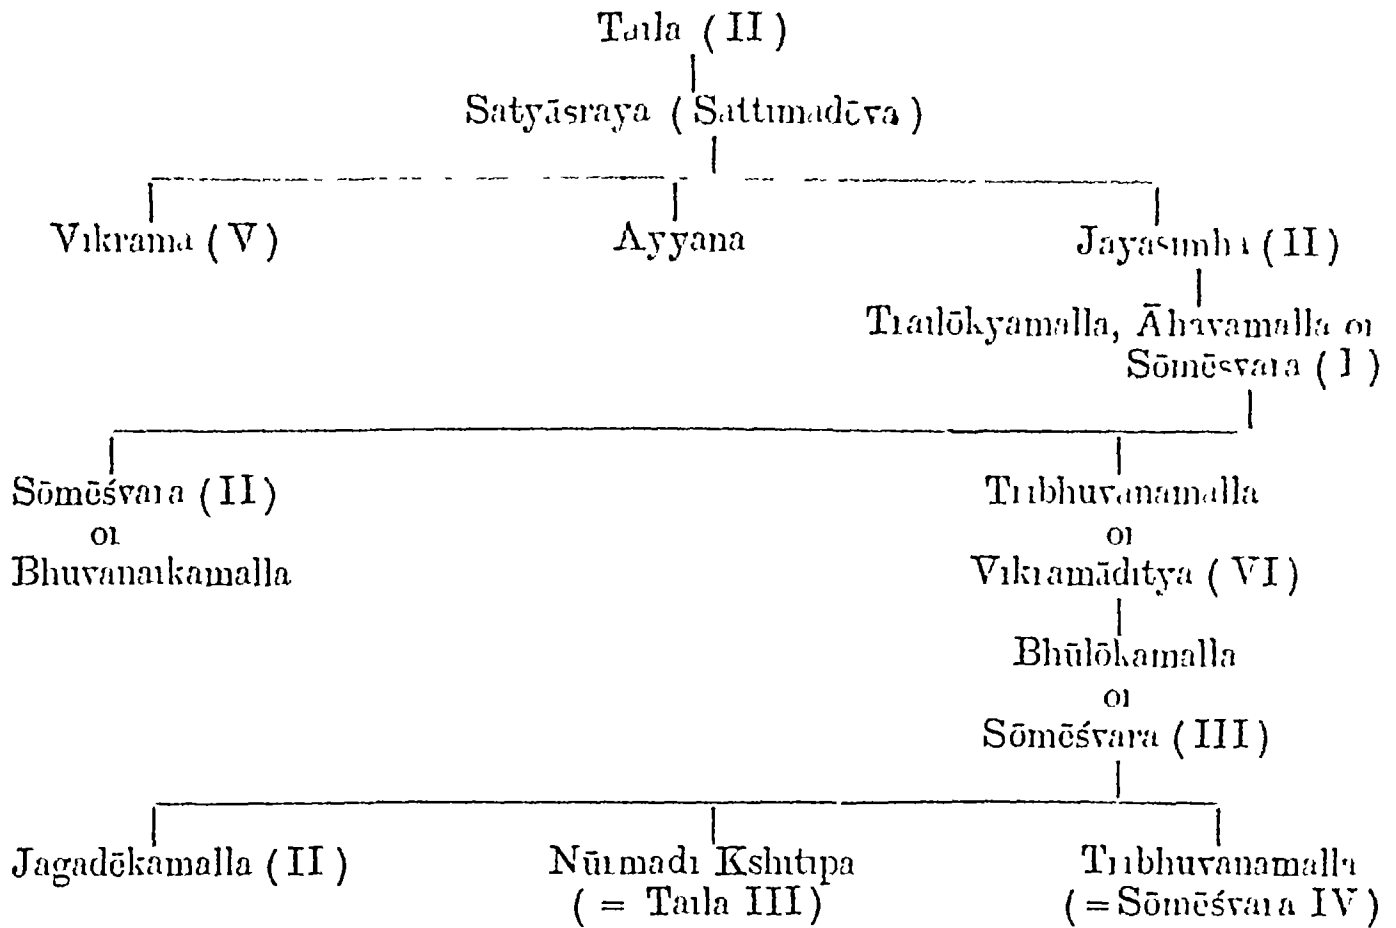 Taila (II)
Satyāsraya (Sattimadēva)
Vikrama (V) Ayyana Jayasimha (II)
Trailōkyamalla, Āhavamalla or
Sōmēsvara (I)
Sōmēśvara (II) Tribhuvanamalla
or or
Bhuvanaikamalla Vikramāditya (VI)
Bhūlōkamalla
or
Sōmēśvara (III)
Jagadēkamalla (II) Nūrmadi Kshitipa Tribhuvanamalla
(= Taila III) (= Sōmēśvara IV)